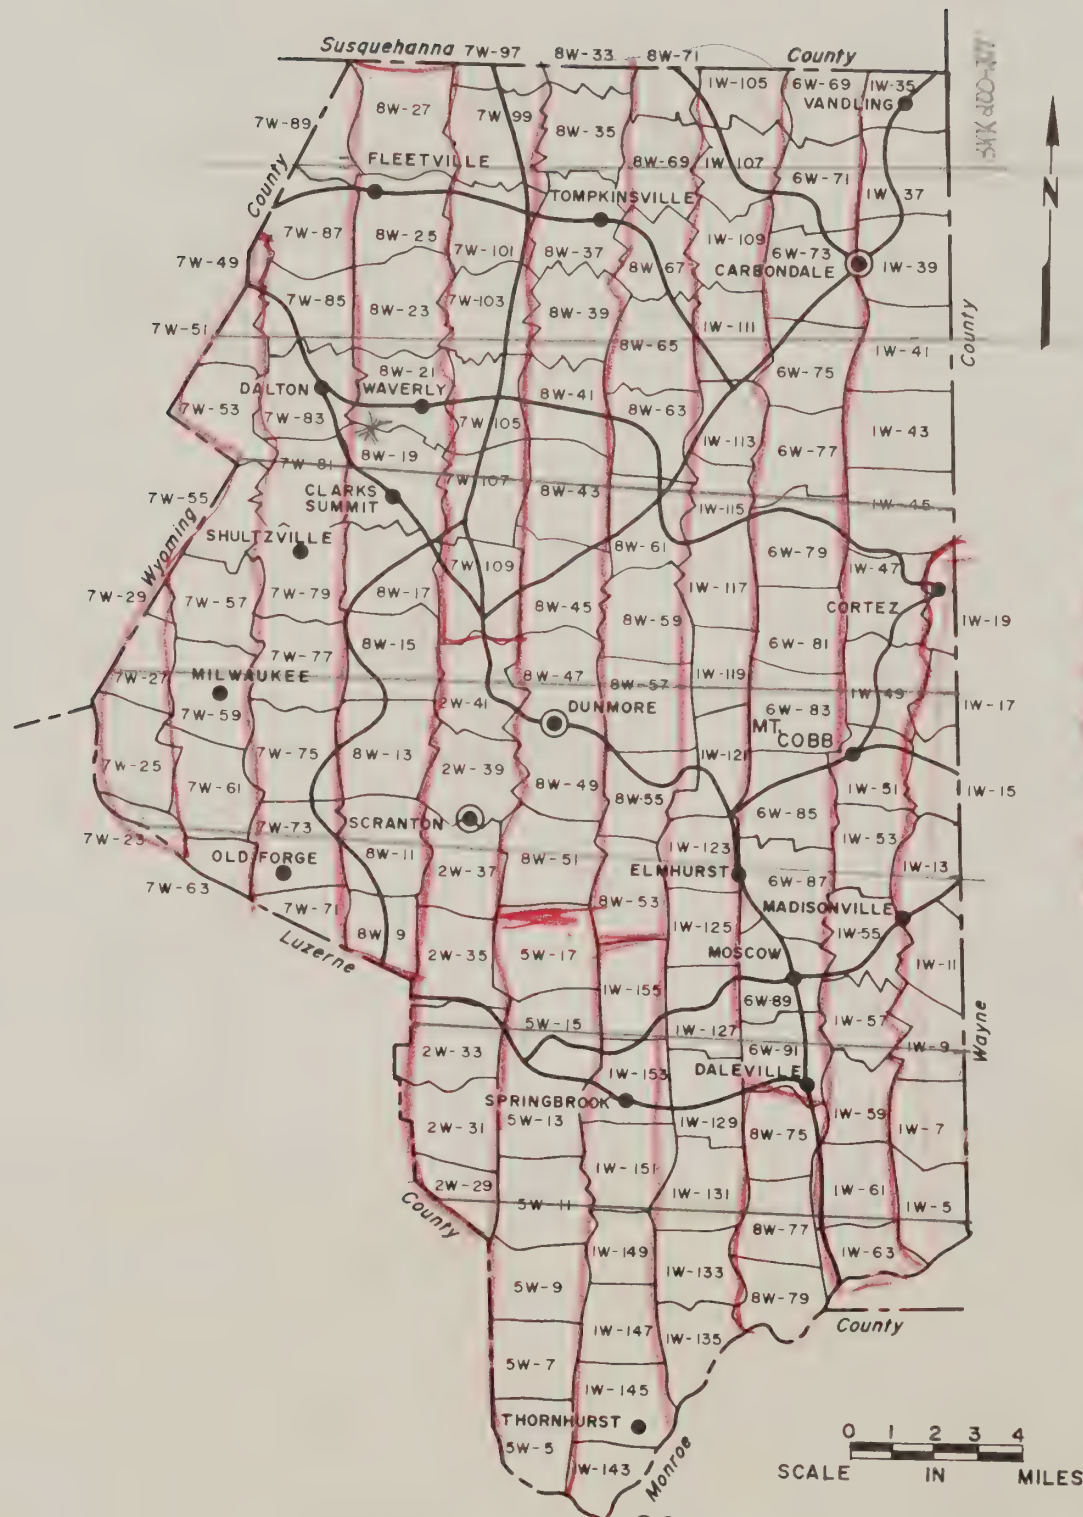 Susquehanna 7W-97 8W-33 8W-71 County
1W-105 6W-69 1W-35
VANDLING
8W-27 7W-99 8W-35
7W-89
FLEETVILLE 8W-69 1W-107
6W-71
TOMPKINSVILLE 1W-37
County
N
7W-87 8W-25 7W-101 8W-37 1W-109 6W-73
7W-49 8W-67 CARBONDALE 1W-39
7W-85 8W-23 7W-103 8W-39
7W-51 8W-65 1W-111 1W-41
County
8W-21 6W-75
DALTON WAVERLY 8W-41
7W-53 7W-83 7W-105 8W-63
1W-113 6W-77 1W-43
7W-81 8W-19
7W-55 CLARKS SUMMIT 7W-107 8W-43 1W-115 1W-45
Wyoming
SHULTZVILLE 8W-61 6W-79
7W-109 1W-47
7W-29 7W-57 7W-79 8W-17 8W-45 8W-59 1W-117 CORTEZ 1W-19
7W-77 8W-15 6W-81
7W-27 MILWAUKEE 8W-47 8W-57 1W-119
7W-59 2W-41 DUNMORE 6W-83 1W-49 1W-17
MT. COBB
7W-25 7W-75 8W-13 2W-39 1W-121
7W-61 8W-49 8W-55 1W-51 1W-15
7W-73 SCRANTON 6W-85
7W-23 8W-11 8W-51 1W-123 1W-53
OLD FORGE 2W-37 ELMHURST 6W-87 1W-13
7W-63 7W-71 8W-53 MADISONVILLE
8W-9 1W-125 1W-55
Luzerne 2W-35 5W-17 MOSCOW 1W-11
1W-155 6W-89
5W-15 1W-127 1W-57
2W-33 6W-91 1W-9 Wayne
1W-153 DALEVILLE
SPRINGBROOK
2W-31 5W-13 1W-129 8W-75 1W-59 1W-7
1W-151
2W-29 5W-11 1W-131 1W-61 1W-5
County
8W-77
1W-149 1W-133 1W-63
5W-9 8W-79
1W-147 1W-135 County
5W-7
1W-145
THORNHURST
5W-5 1W-143
Monroe
0 1 2 3 4
SCALE IN MILES